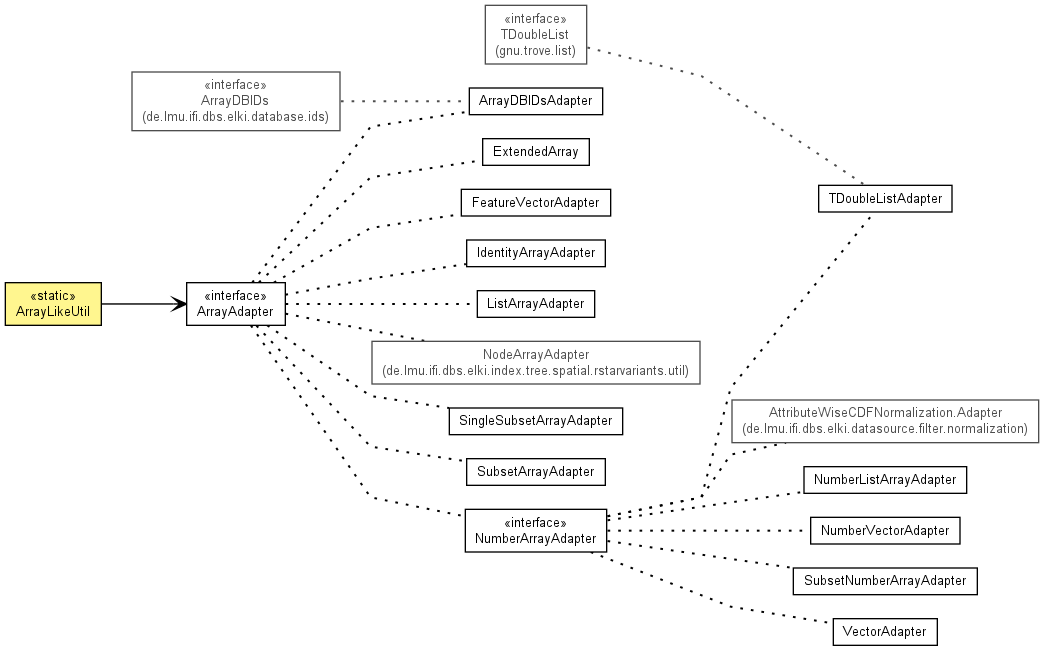 «interface»
TDoubleList
(gnu.trove.list)
«interface»
ArrayDBIDs
(de.lmu.ifi.dbs.elki.database.ids)
ArrayDBIDsAdapter
ExtendedArray
FeatureVectorAdapter
TDoubleListAdapter
IdentityArrayAdapter
«static»
ArrayLikeUtil
«interface»
ArrayAdapter
ListArrayAdapter
NodeArrayAdapter
(de.lmu.ifi.dbs.elki.index.tree.spatial.rstarvariants.util)
SingleSubsetArrayAdapter
AttributeWiseCDFNormalization.Adapter
(de.lmu.ifi.dbs.elki.datasource.filter.normalization)
SubsetArrayAdapter
NumberListArrayAdapter
«interface»
NumberArrayAdapter
NumberVectorAdapter
SubsetNumberArrayAdapter
VectorAdapter